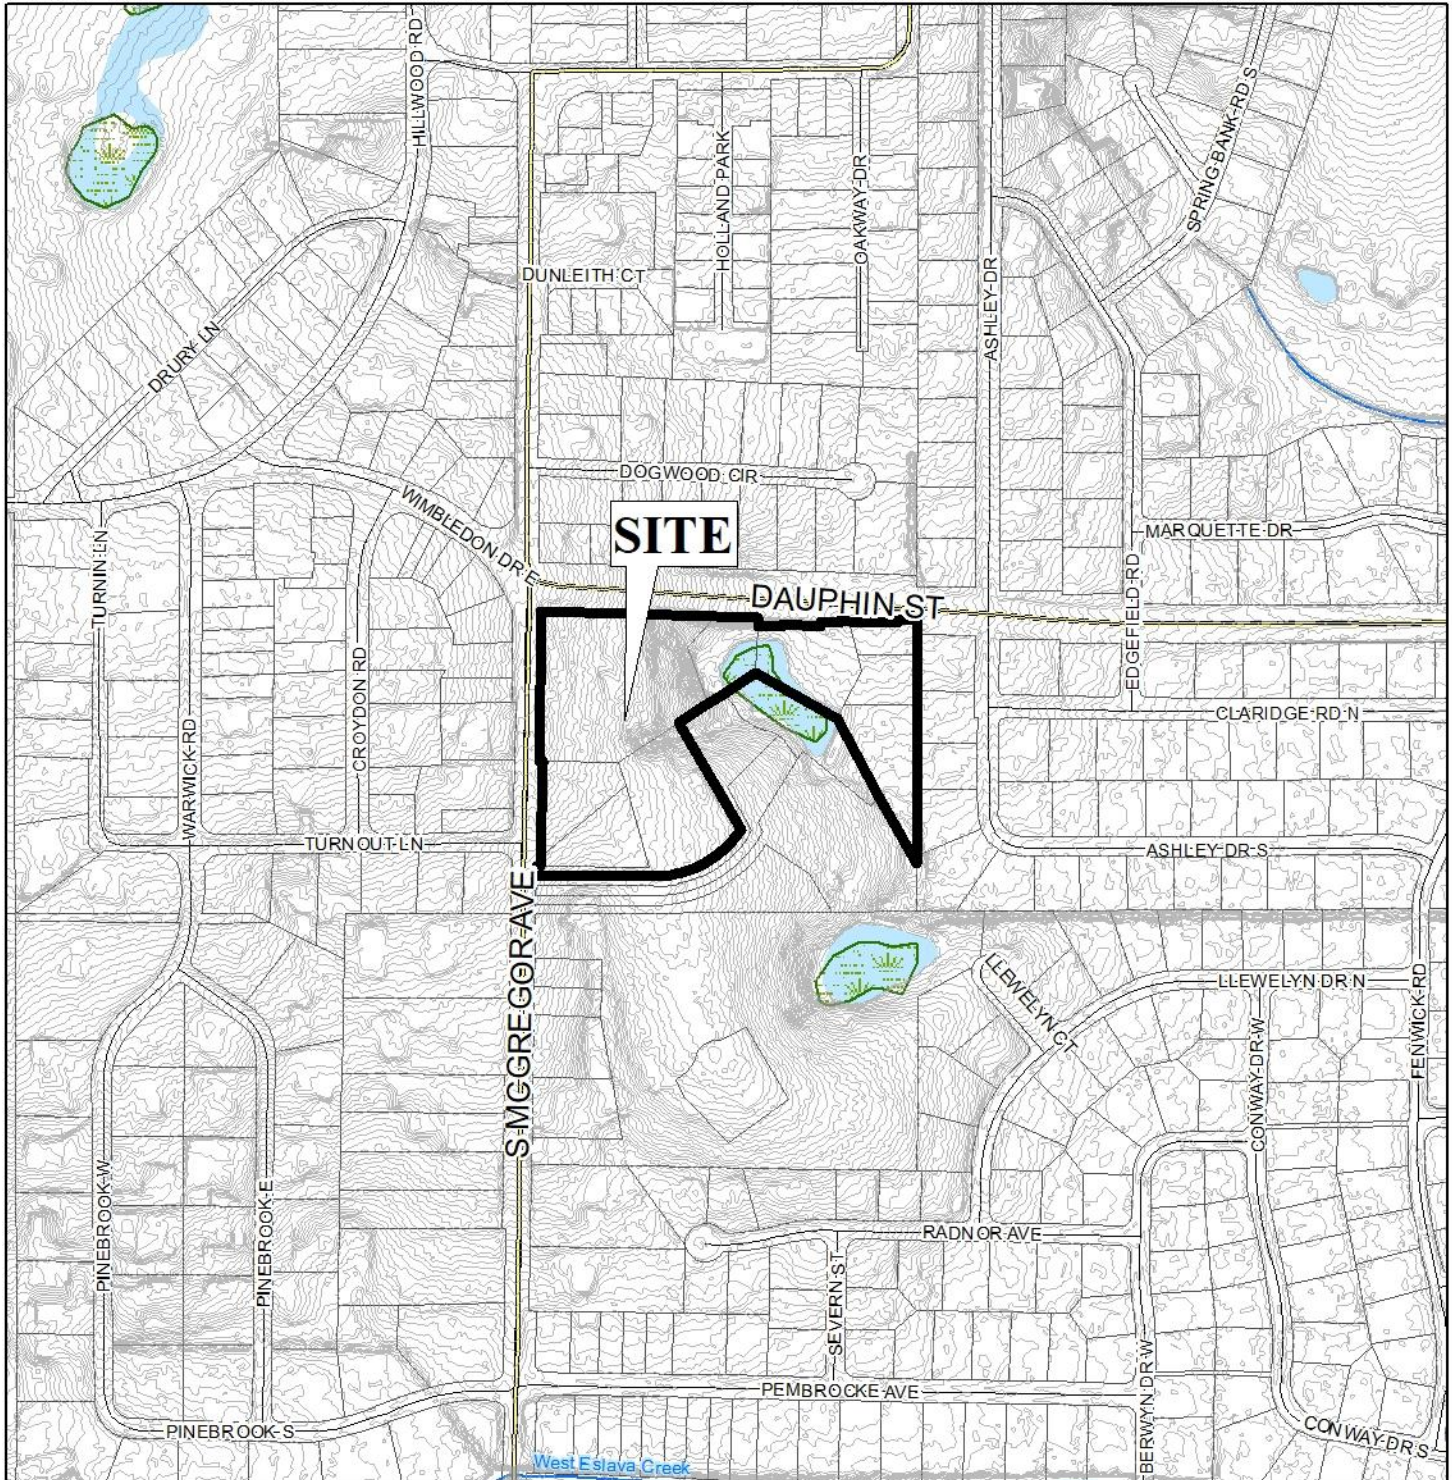 HILLWOOD RD
SPRING BANK RD S
HOLLAND PARK
OAKWAY DR
DUNLEITH CT
ASHLEY DR
DRURY LN
DOGWOOD CIR
WIMBLEDON DR E
SITE
MARQUETTE DR
TURNIN LN
DAUPHIN ST
EDGEFIELD RD
CROYDON RD
WARWICK RD
CLARIDGE RD N
TURNOUT LN
ASHLEY DR S
S MCGREGOR AVE
LLEWELYN CT
LLEWELYN DR N
FENWICK RD
CONWAY DR W
PINEBROOK W
PINEBROOK E
RADNOR AVE
SEVERN ST
PEMBROCKE AVE
BERWYN DR W
PINEBROOK S
CONWAY DR S
West Eslava Creek